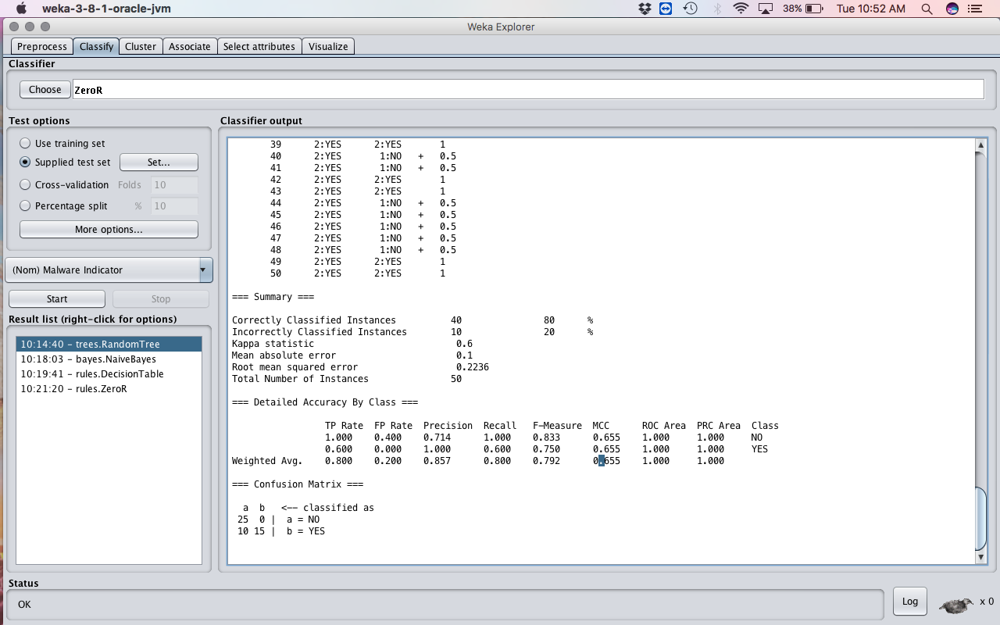 weka-3-8-1-oracle-jvm 38% Tue 10:52 AM
Weka Explorer
Preprocess Classify Cluster Associate Select attributes Visualize
Classifier
Choose ZeroR
Test options
Use training set
Supplied test set Set...
Cross-validation Folds 10
Percentage split % 10
More options...
(Nom) Malware Indicator
Start Stop
Result list (right-click for options)
10:14:40 - trees.RandomTree
10:18:03 - bayes.NaiveBayes
10:19:41 - rules.DecisionTable
10:21:20 - rules.ZeroR
Classifier output
39 2:YES 2:YES 1
40 2:YES 1:NO + 0.5
41 2:YES 1:NO + 0.5
42 2:YES 2:YES 1
43 2:YES 2:YES 1
44 2:YES 1:NO + 0.5
45 2:YES 1:NO + 0.5
46 2:YES 1:NO + 0.5
47 2:YES 1:NO + 0.5
48 2:YES 1:NO + 0.5
49 2:YES 2:YES 1
50 2:YES 2:YES 1
=== Summary ===
Correctly Classified Instances 40 80 %
Incorrectly Classified Instances 10 20 %
Kappa statistic 0.6
Mean absolute error 0.1
Root mean squared error 0.2236
Total Number of Instances 50
=== Detailed Accuracy By Class ===
TP Rate FP Rate Precision Recall F-Measure MCC ROC Area PRC Area Class
1.000 0.400 0.714 1.000 0.833 0.655 1.000 1.000 NO
0.600 0.000 1.000 0.600 0.750 0.655 1.000 1.000 YES
Weighted Avg. 0.800 0.200 0.857 0.800 0.792 0.655 1.000 1.000
=== Confusion Matrix ===
a b <-- classified as
25 0 | a = NO
10 15 | b = YES
Status
OK
Log x 0